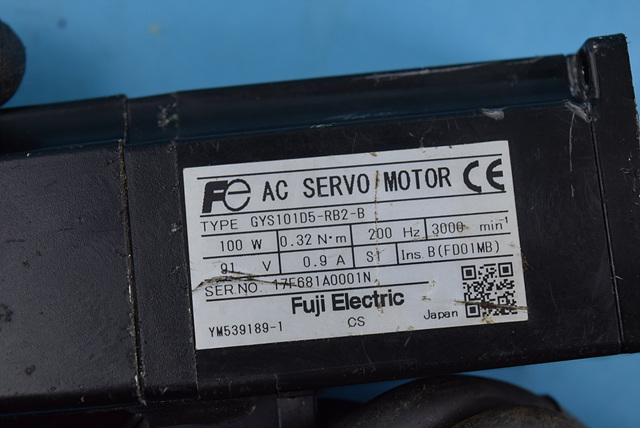 Fe AC SERVO MOTOR CE
TYPE GYS101D5-RB2-B
100 W 0.32 N·m 200 Hz 3000 min⁻¹
91 V 0.9 A S1 Ins. B(FD01MB)
SER.NO. 17F681A0001N
Fuji Electric
YM539189-1 CS Japan